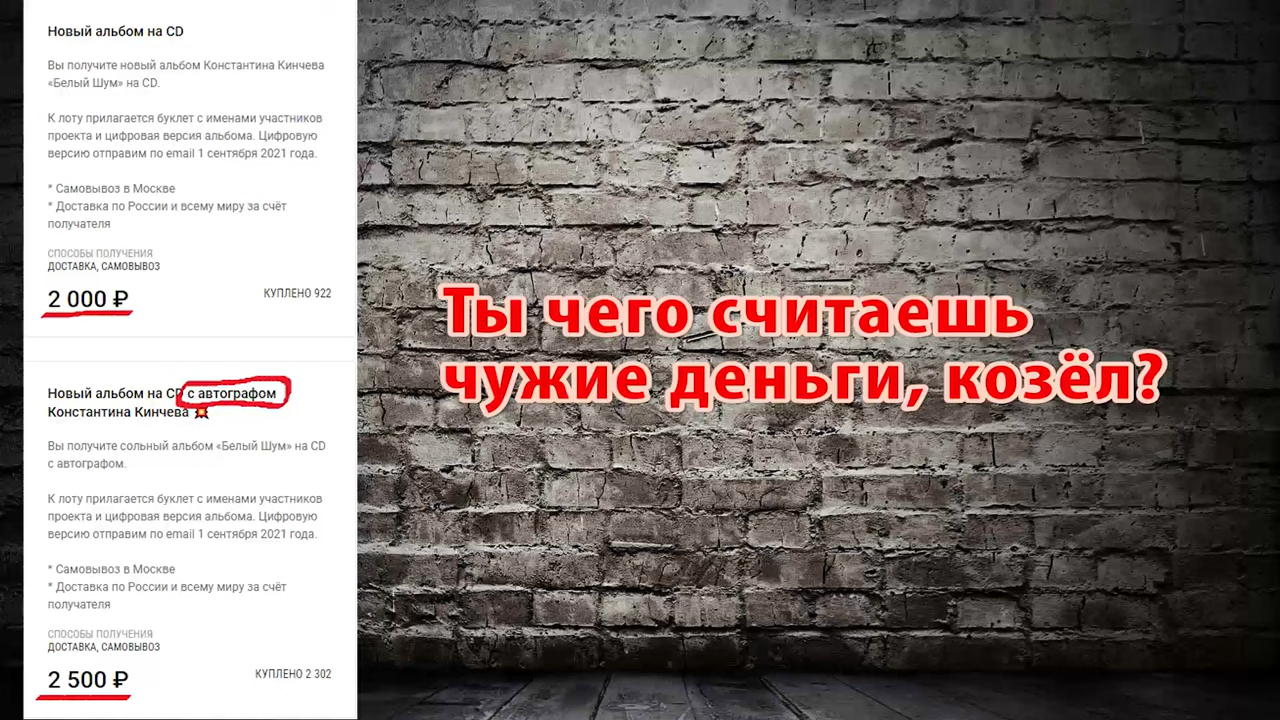 Новый альбом на CD
Вы получите новый альбом Константина Кинчева
«Белый Шум» на CD.
К лоту прилагается буклет с именами участников
проекта и цифровая версия альбома. Цифровую
версию отправим по email 1 сентября 2021 года.
* Самовывоз в Москве
* Доставка по России и всему миру за счёт
получателя
СПОСОБЫ ПОЛУЧЕНИЯ
ДОСТАВКА, САМОВЫВОЗ
2 000 ₽
КУПЛЕНО 922
Новый альбом на CD с автографом
Константина Кинчева 💥
Вы получите сольный альбом «Белый Шум» на CD
с автографом.
К лоту прилагается буклет с именами участников
проекта и цифровая версия альбома. Цифровую
версию отправим по email 1 сентября 2021 года.
* Самовывоз в Москве
* Доставка по России и всему миру за счёт
получателя
СПОСОБЫ ПОЛУЧЕНИЯ
ДОСТАВКА, САМОВЫВОЗ
2 500 ₽
КУПЛЕНО 2 302
Ты чего считаешь
чужие деньги, козёл?